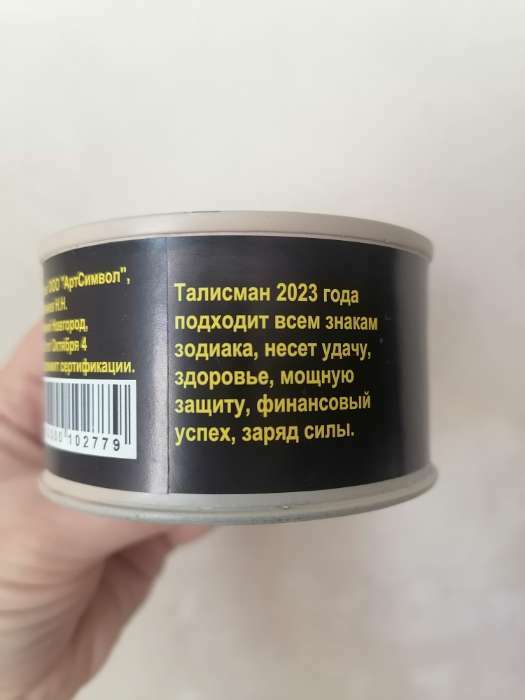 ООО "АртСимвол",
Н.Н.
Новгород,
Октября 4
сертификации.
102779
Талисман 2023 года
подходит всем знакам
зодиака, несет удачу,
здоровье, мощную
защиту, финансовый
успех, заряд силы.